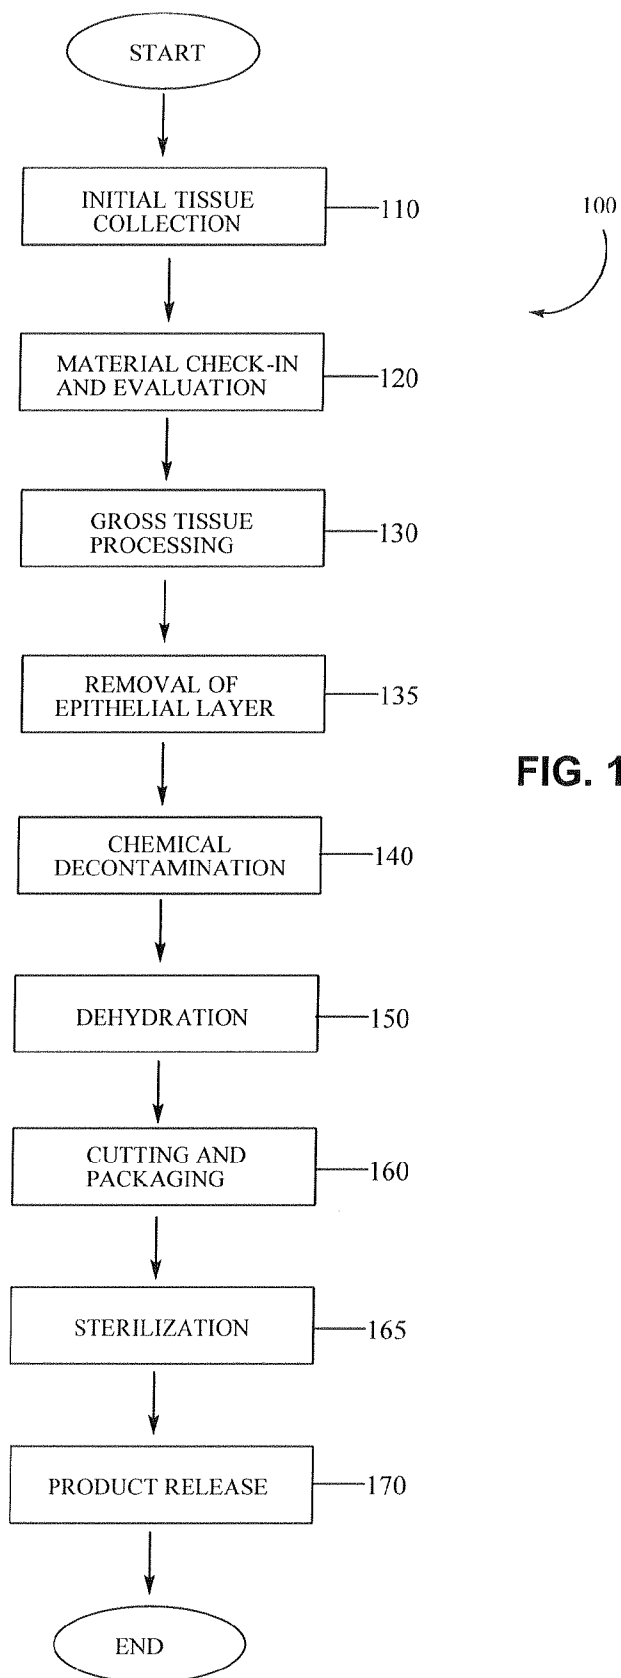 START
INITIAL TISSUE
COLLECTION
110
100
MATERIAL CHECK-IN
AND EVALUATION
120
GROSS TISSUE
PROCESSING
130
REMOVAL OF
EPITHELIAL LAYER
135
FIG. 1
CHEMICAL
DECONTAMINATION
140
DEHYDRATION
150
CUTTING AND
PACKAGING
160
STERILIZATION
165
PRODUCT RELEASE
170
END